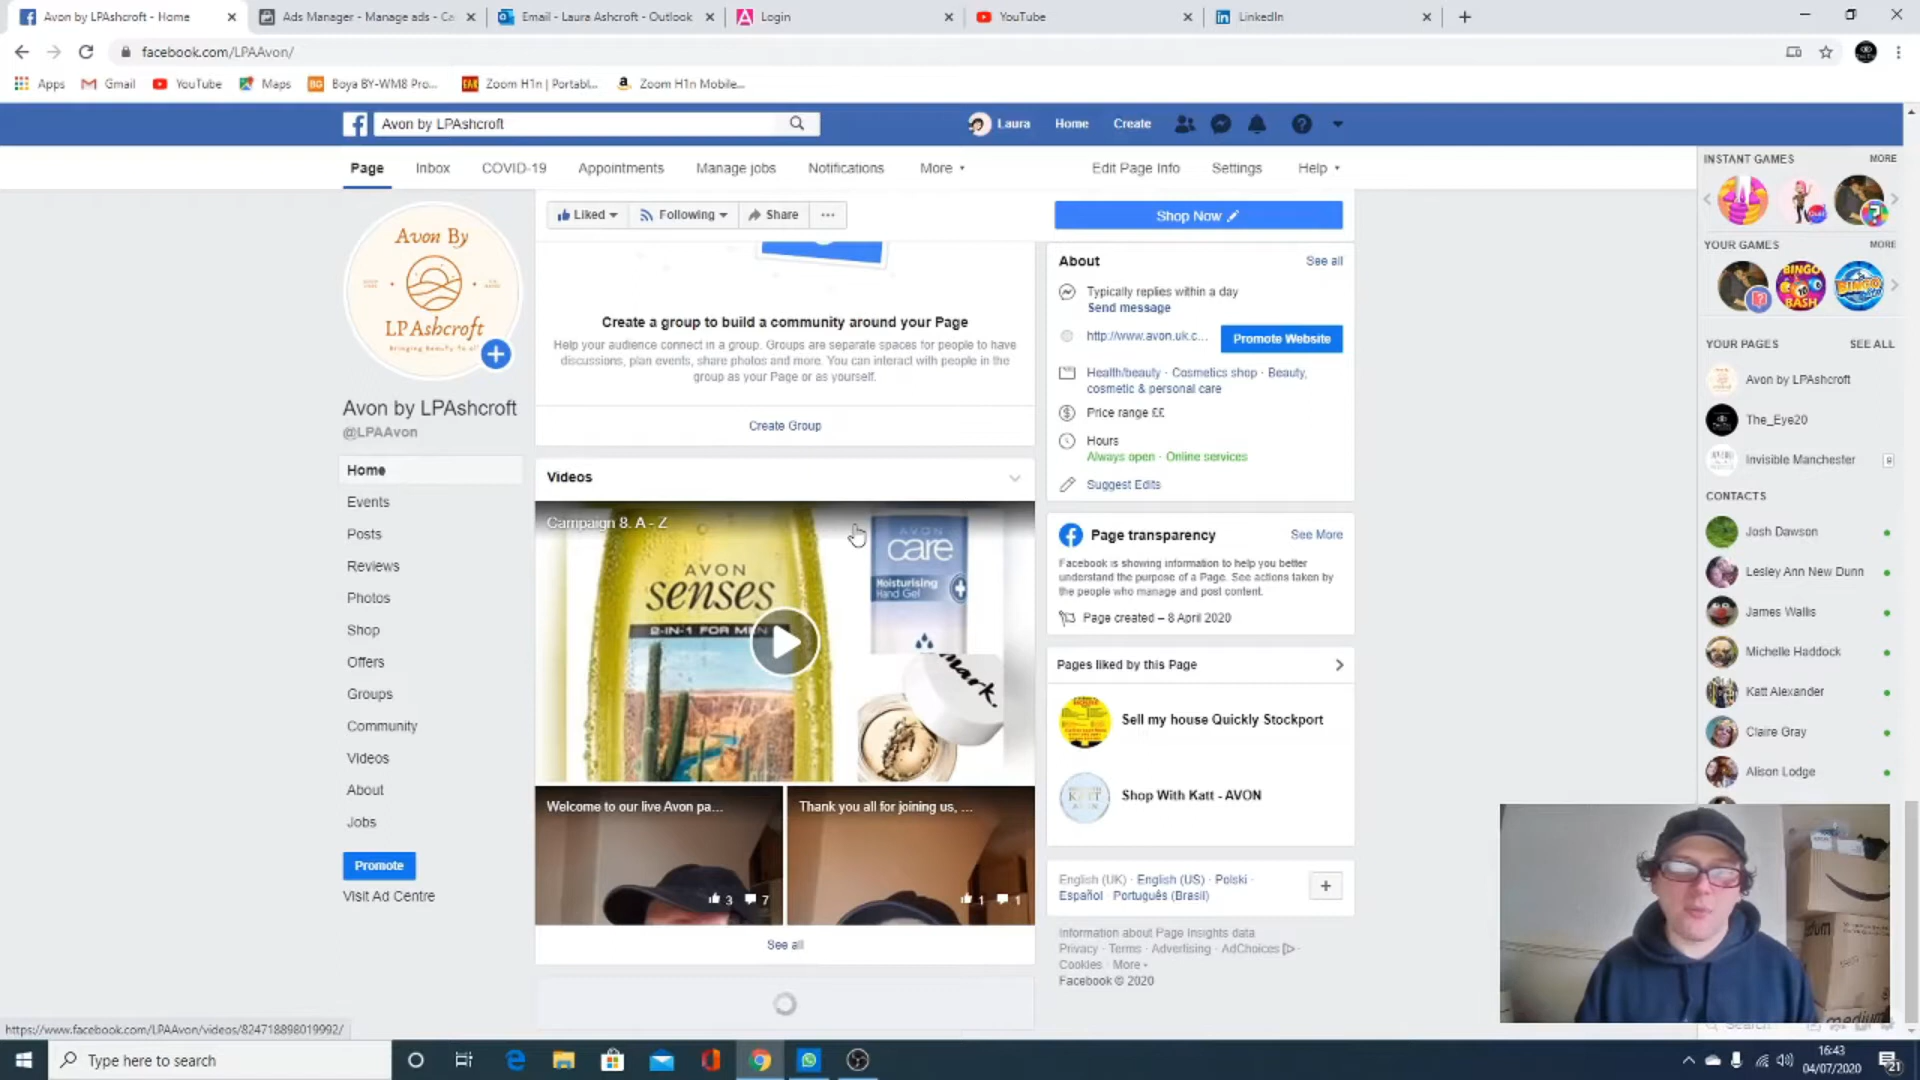 Avon by LPAshcroft - Home
Ads Manager - Manage ads - Ca
Email - Laura Ashcroft - Outlook
Login
YouTube
LinkedIn
facebook.com/LPAAvon/
Apps
Gmail
YouTube
Maps
Boya BY-WM8 Pro...
Zoom H1n | Portabl...
Zoom H1n Mobile...
Avon by LPAshcroft
Laura
Home
Create
Page
Inbox
COVID-19
Appointments
Manage jobs
Notifications
More
Edit Page Info
Settings
Help
Liked
Following
Share
Shop Now
Avon By
LPAshcroft
Bringing Beauty To all
Avon by LPAshcroft
@LPAAvon
Home
Events
Posts
Reviews
Photos
Shop
Offers
Groups
Community
Videos
About
Jobs
Promote
Visit Ad Centre
Create a group to build a community around your Page
Help your audience connect in a group. Groups are separate spaces for people to have
discussions, plan events, share photos and more. You can interact with people in the
group as your Page or as yourself.
Create Group
Videos
Campaign 8. A - Z
AVON
senses
2-IN-1 FOR MEN
AVON
care
Moisturising
Hand Gel
mark.
Welcome to our live Avon pa...
3
7
Thank you all for joining us, ...
1
1
See all
About
See all
Typically replies within a day
Send message
http://www.avon.uk.c...
Promote Website
Health/beauty · Cosmetics shop · Beauty,
cosmetic & personal care
Price range ££
Hours
Always open · Online services
Suggest Edits
Page transparency
See More
Facebook is showing information to help you better
understand the purpose of a Page. See actions taken by
the people who manage and post content.
Page created – 8 April 2020
Pages liked by this Page
Sell my house Quickly Stockport
Shop With Katt - AVON
English (UK) · English (US) · Polski ·
Español · Português (Brasil)
Information about Page Insights data
Privacy · Terms · Advertising · AdChoices
Cookies · More
Facebook © 2020
INSTANT GAMES
MORE
YOUR GAMES
MORE
BINGO
BASH
YOUR PAGES
SEE ALL
Avon by LPAshcroft
The_Eye20
Invisible Manchester
CONTACTS
Josh Dawson
Lesley Ann New Dunn
James Wallis
Michelle Haddock
Katt Alexander
Claire Gray
Alison Lodge
medium
Search
https://www.facebook.com/LPAAvon/videos/824718898019992/
Type here to search
16:43
04/07/2020
21